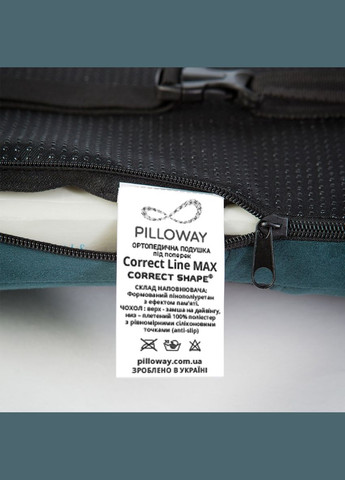 PILLOWAY
ОРТОПЕДИЧНА ПОДУШКА
під поперек
Correct Line MAX
CORRECT SHAPE®
СКЛАД НАПОВНЮВАЧА:
Формований пінополіуретан
з ефектом пам'яті.
ЧОХОЛ : верх - замша на дайвінгу,
низ – плетений 100% поліестер
з рівномірними сіліконовими
точками (anti-slip)
pilloway.com.ua
ЗРОБЛЕНО В УКРАЇНІ